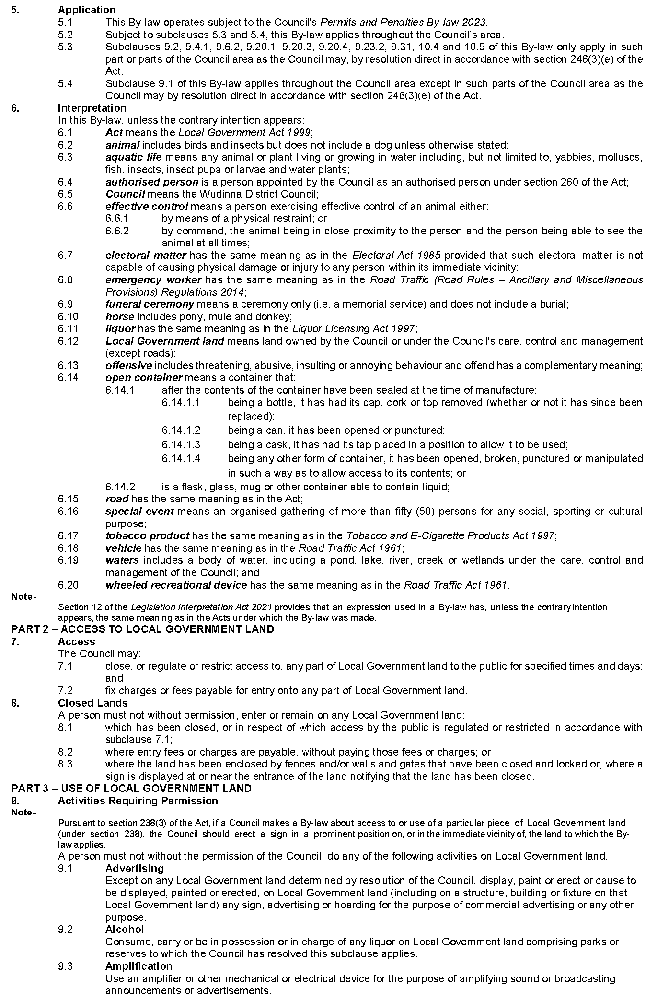 5. Application
5.1 This By-law operates subject to the Council's Permits and Penalties By-law 2023.
5.2 Subject to subclauses 5.3 and 5.4, this By-law applies throughout the Council’s area.
5.3 Subclauses 9.2, 9.4.1, 9.6.2, 9.20.1, 9.20.3, 9.20.4, 9.23.2, 9.31, 10.4 and 10.9 of this By-law only apply in such
part or parts of the Council area as the Council may, by resolution direct in accordance with section 246(3)(e) of the
Act.
5.4 Subclause 9.1 of this By-law applies throughout the Council area except in such parts of the Council area as the
Council may by resolution direct in accordance with section 246(3)(e) of the Act.
6. Interpretation
In this By-law, unless the contrary intention appears:
6.1 Act means the Local Government Act 1999;
6.2 animal includes birds and insects but does not include a dog unless otherwise stated;
6.3 aquatic life means any animal or plant living or growing in water including, but not limited to, yabbies, molluscs,
fish, insects, insect pupa or larvae and water plants;
6.4 authorised person is a person appointed by the Council as an authorised person under section 260 of the Act;
6.5 Council means the Wudinna District Council;
6.6 effective control means a person exercising effective control of an animal either:
6.6.1 by means of a physical restraint; or
6.6.2 by command, the animal being in close proximity to the person and the person being able to see the
animal at all times;
6.7 electoral matter has the same meaning as in the Electoral Act 1985 provided that such electoral matter is not
capable of causing physical damage or injury to any person within its immediate vicinity;
6.8 emergency worker has the same meaning as in the Road Traffic (Road Rules – Ancillary and Miscellaneous
Provisions) Regulations 2014;
6.9 funeral ceremony means a ceremony only (i.e. a memorial service) and does not include a burial;
6.10 horse includes pony, mule and donkey;
6.11 liquor has the same meaning as in the Liquor Licensing Act 1997;
6.12 Local Government land means land owned by the Council or under the Council's care, control and management
(except roads);
6.13 offensive includes threatening, abusive, insulting or annoying behaviour and offend has a complementary meaning;
6.14 open container means a container that:
6.14.1 after the contents of the container have been sealed at the time of manufacture:
6.14.1.1 being a bottle, it has had its cap, cork or top removed (whether or not it has since been
replaced);
6.14.1.2 being a can, it has been opened or punctured;
6.14.1.3 being a cask, it has had its tap placed in a position to allow it to be used;
6.14.1.4 being any other form of container, it has been opened, broken, punctured or manipulated
in such a way as to allow access to its contents; or
6.14.2 is a flask, glass, mug or other container able to contain liquid;
6.15 road has the same meaning as in the Act;
6.16 special event means an organised gathering of more than fifty (50) persons for any social, sporting or cultural
purpose;
6.17 tobacco product has the same meaning as in the Tobacco and E-Cigarette Products Act 1997;
6.18 vehicle has the same meaning as in the Road Traffic Act 1961;
6.19 waters includes a body of water, including a pond, lake, river, creek or wetlands under the care, control and
management of the Council; and
6.20 wheeled recreational device has the same meaning as in the Road Traffic Act 1961.
Note-
Section 12 of the Legislation Interpretation Act 2021 provides that an expression used in a By-law has, unless the contrary intention
appears, the same meaning as in the Acts under which the By-law was made.
PART 2 – ACCESS TO LOCAL GOVERNMENT LAND
7. Access
The Council may:
7.1 close, or regulate or restrict access to, any part of Local Government land to the public for specified times and days;
and
7.2 fix charges or fees payable for entry onto any part of Local Government land.
8. Closed Lands
A person must not without permission, enter or remain on any Local Government land:
8.1 which has been closed, or in respect of which access by the public is regulated or restricted in accordance with
subclause 7.1;
8.2 where entry fees or charges are payable, without paying those fees or charges; or
8.3 where the land has been enclosed by fences and/or walls and gates that have been closed and locked or, where a
sign is displayed at or near the entrance of the land notifying that the land has been closed.
PART 3 – USE OF LOCAL GOVERNMENT LAND
9. Activities Requiring Permission
Note-
Pursuant to section 238(3) of the Act, if a Council makes a By-law about access to or use of a particular piece of Local Government land
(under section 238), the Council should erect a sign in a prominent position on, or in the immediate vicinity of, the land to which the By-
law applies.
A person must not without the permission of the Council, do any of the following activities on Local Government land.
9.1 Advertising
Except on any Local Government land determined by resolution of the Council, display, paint or erect or cause to
be displayed, painted or erected, on Local Government land (including on a structure, building or fixture on that
Local Government land) any sign, advertising or hoarding for the purpose of commercial advertising or any other
purpose.
9.2 Alcohol
Consume, carry or be in possession or in charge of any liquor on Local Government land comprising parks or
reserves to which the Council has resolved this subclause applies.
9.3 Amplification
Use an amplifier or other mechanical or electrical device for the purpose of amplifying sound or broadcasting
announcements or advertisements.